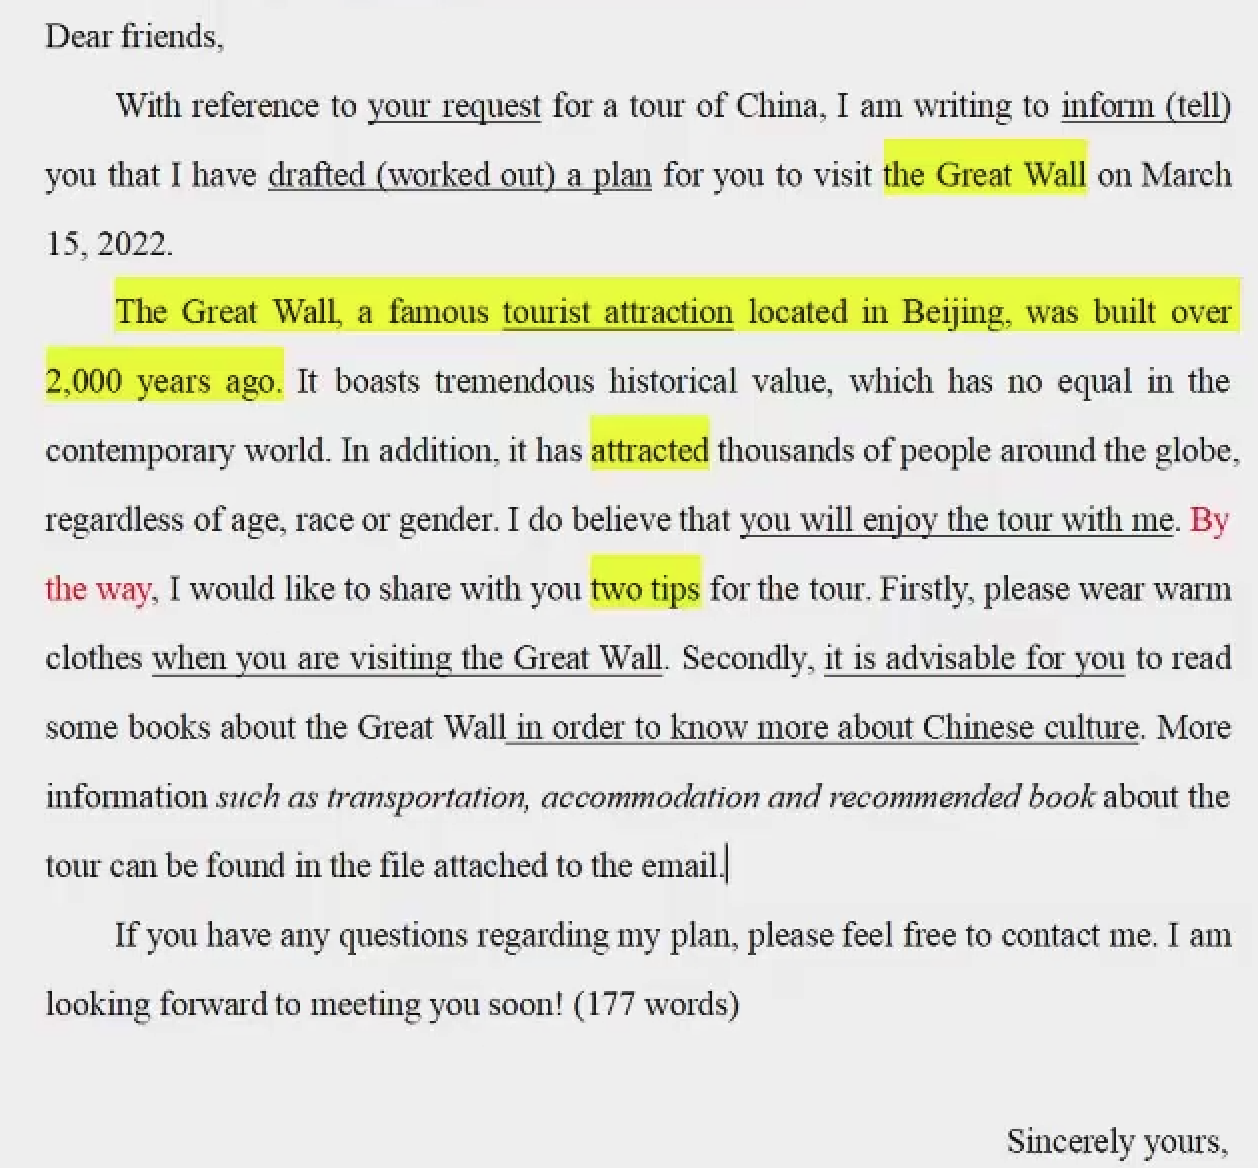 Dear friends,
With reference to your request for a tour of China, I am writing to inform (tell)
you that I have drafted (worked out) a plan for you to visit the Great Wall on March
15, 2022.
The Great Wall, a famous tourist attraction located in Beijing, was built over
2,000 years ago. It boasts tremendous historical value, which has no equal in the
contemporary world. In addition, it has attracted thousands of people around the globe,
regardless of age, race or gender. I do believe that you will enjoy the tour with me. By
the way, I would like to share with you two tips for the tour. Firstly, please wear warm
clothes when you are visiting the Great Wall. Secondly, it is advisable for you to read
some books about the Great Wall in order to know more about Chinese culture. More
information such as transportation, accommodation and recommended book about the
tour can be found in the file attached to the email.
If you have any questions regarding my plan, please feel free to contact me. I am
looking forward to meeting you soon! (177 words)
Sincerely yours,